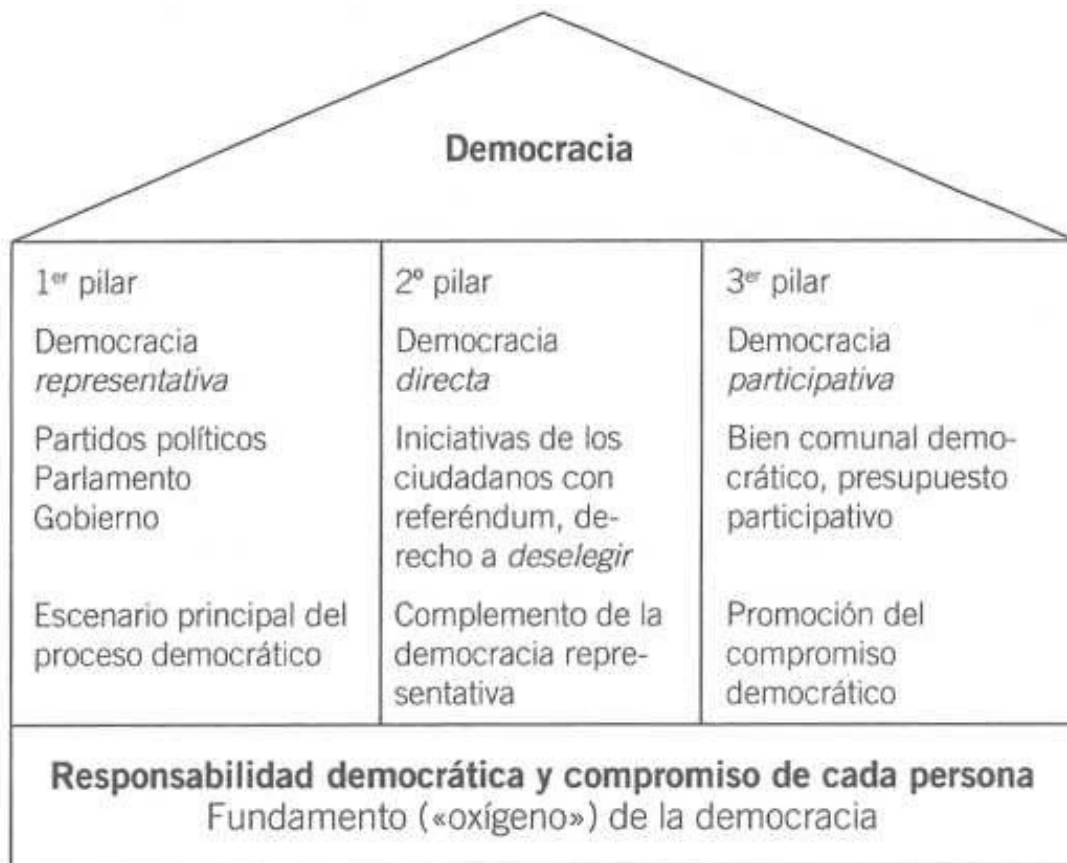 Democracia
1er pilar
Democracia
representativa
Partidos políticos
Parlamento
Gobierno
Escenario principal del
proceso democrático
2º pilar
Democracia
directa
Iniciativas de los
ciudadanos con
referéndum, de-
recho a deselegir
Complemento de la
democracia repre-
sentativa
3er pilar
Democracia
participativa
Bien comunal demo-
crático, presupuesto
participativo
Promoción del
compromiso
democrático
Responsabilidad democrática y compromiso de cada persona
Fundamento («oxígeno») de la democracia